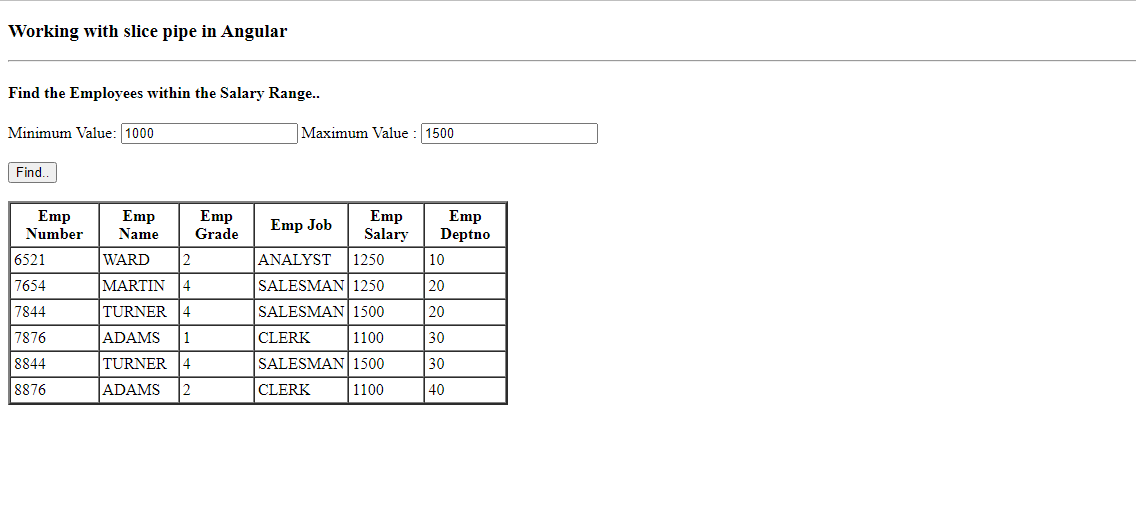 Working with slice pipe in Angular
Find the Employees within the Salary Range..
Minimum Value: 1000 Maximum Value : 1500
Find..
Emp Number Emp Name Emp Grade Emp Job Emp Salary Emp Deptno
6521 WARD 2 ANALYST 1250 10
7654 MARTIN 4 SALESMAN 1250 20
7844 TURNER 4 SALESMAN 1500 20
7876 ADAMS 1 CLERK 1100 30
8844 TURNER 4 SALESMAN 1500 30
8876 ADAMS 2 CLERK 1100 40